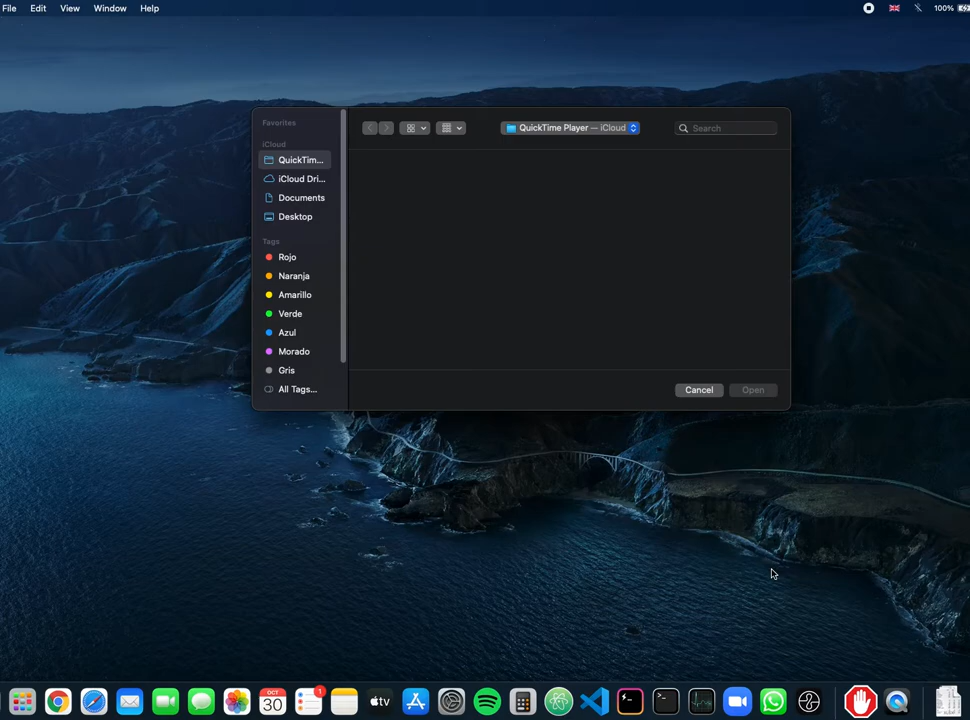 File Edit View Window Help 100%
Favorites
iCloud
QuickTim...
iCloud Dri...
Documents
Desktop
Tags
Rojo
Naranja
Amarillo
Verde
Azul
Morado
Gris
All Tags...
QuickTime Player — iCloud
Search
Cancel Open
OCT
30
1
tv